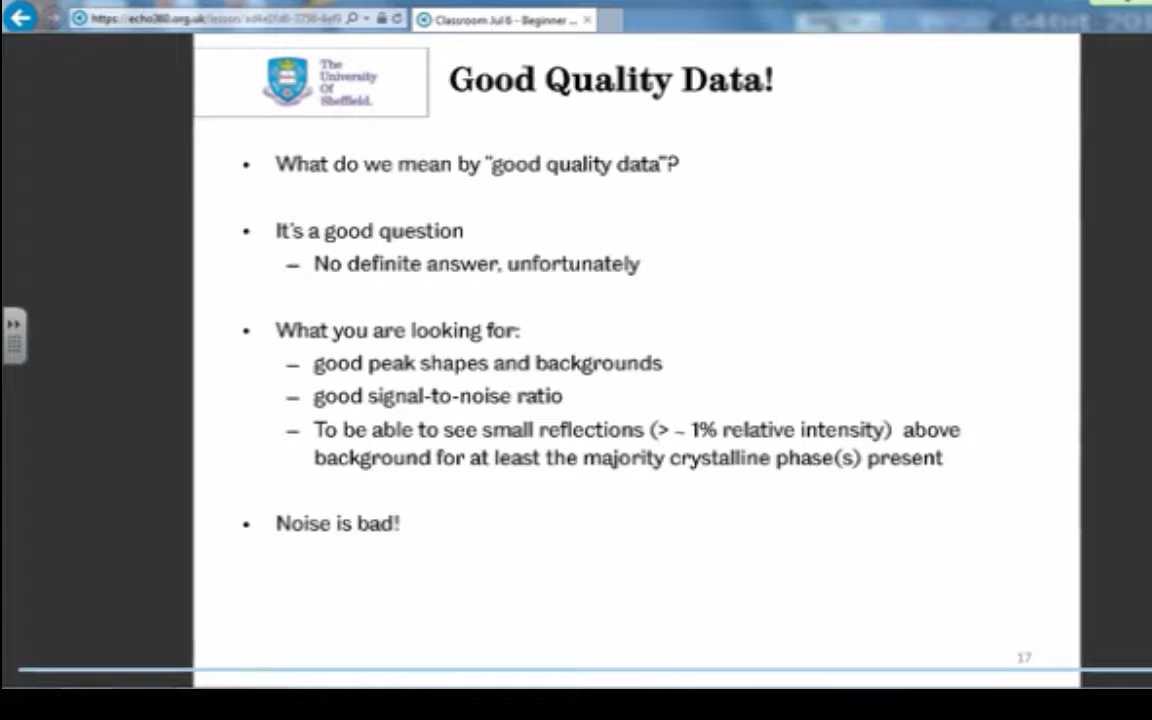 Classroom Jul 6 - Beginner ...
The
University
Of
Sheffield.
Good Quality Data!
• What do we mean by "good quality data"?
• It's a good question
– No definite answer, unfortunately
• What you are looking for:
– good peak shapes and backgrounds
– good signal-to-noise ratio
– To be able to see small reflections (> ~ 1% relative intensity) above
background for at least the majority crystalline phase(s) present
• Noise is bad!
17